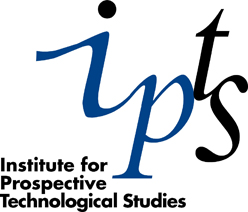 ipts
Institute for
Prospective
Technological Studies